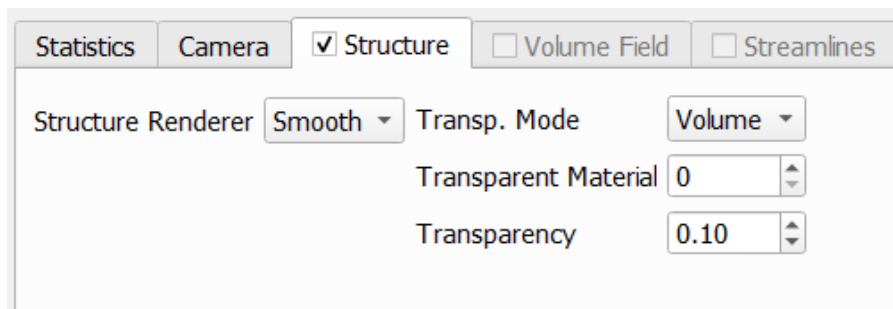 Statistics Camera Structure Volume Field Streamlines
Structure Renderer Smooth Transp. Mode Volume
Transparent Material 0
Transparency 0.10